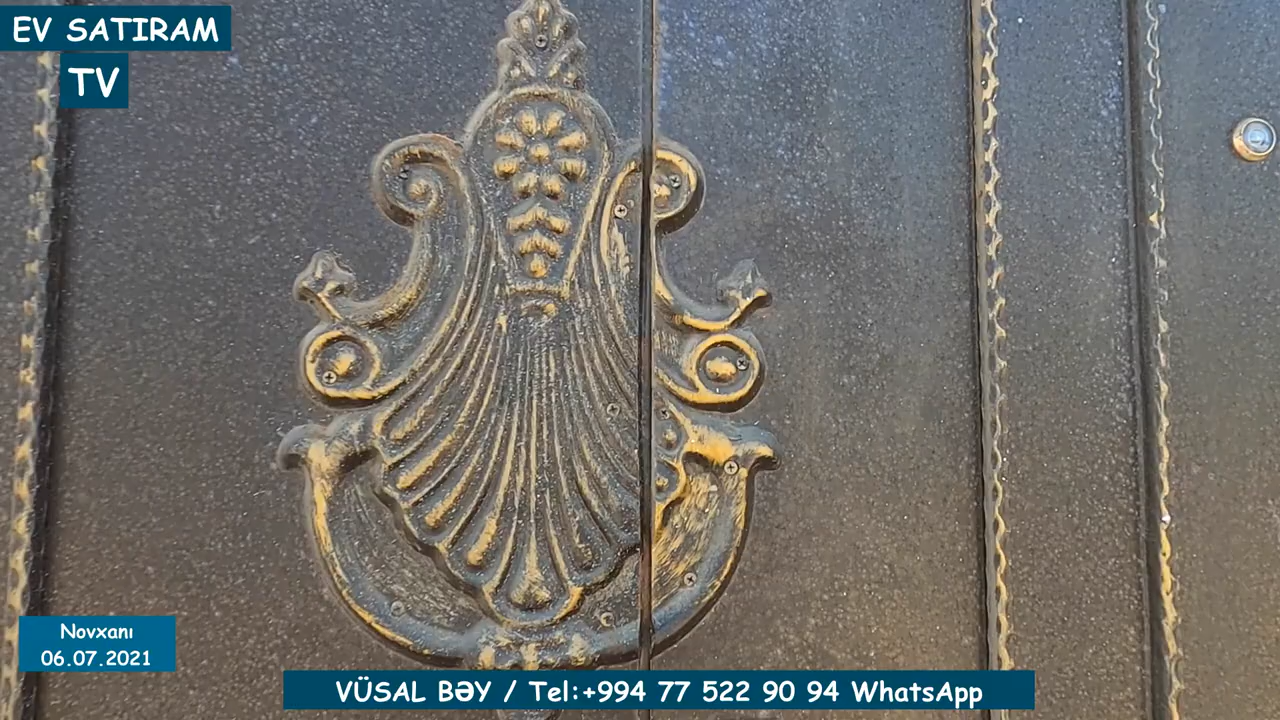 EV SATIRAM
TV
Novxanı
06.07.2021
VÜSAL BƏY / Tel:+994 77 522 90 94 WhatsApp